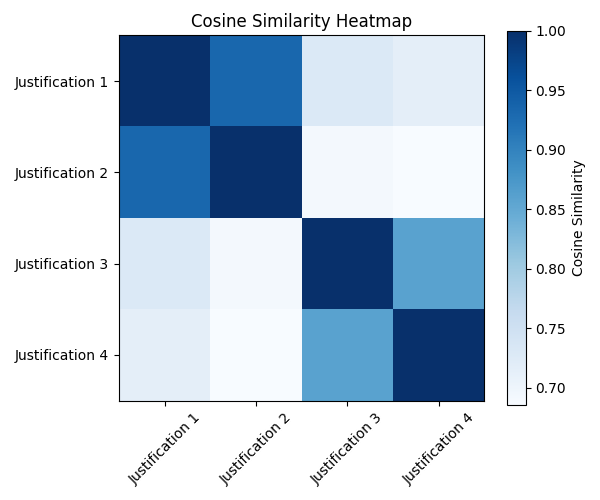 Cosine Similarity Heatmap
Justification 1
Justification 2
Justification 3
Justification 4
Justification 1
Justification 2
Justification 3
Justification 4
1.00
0.95
0.90
0.85
0.80
0.75
0.70
Cosine Similarity